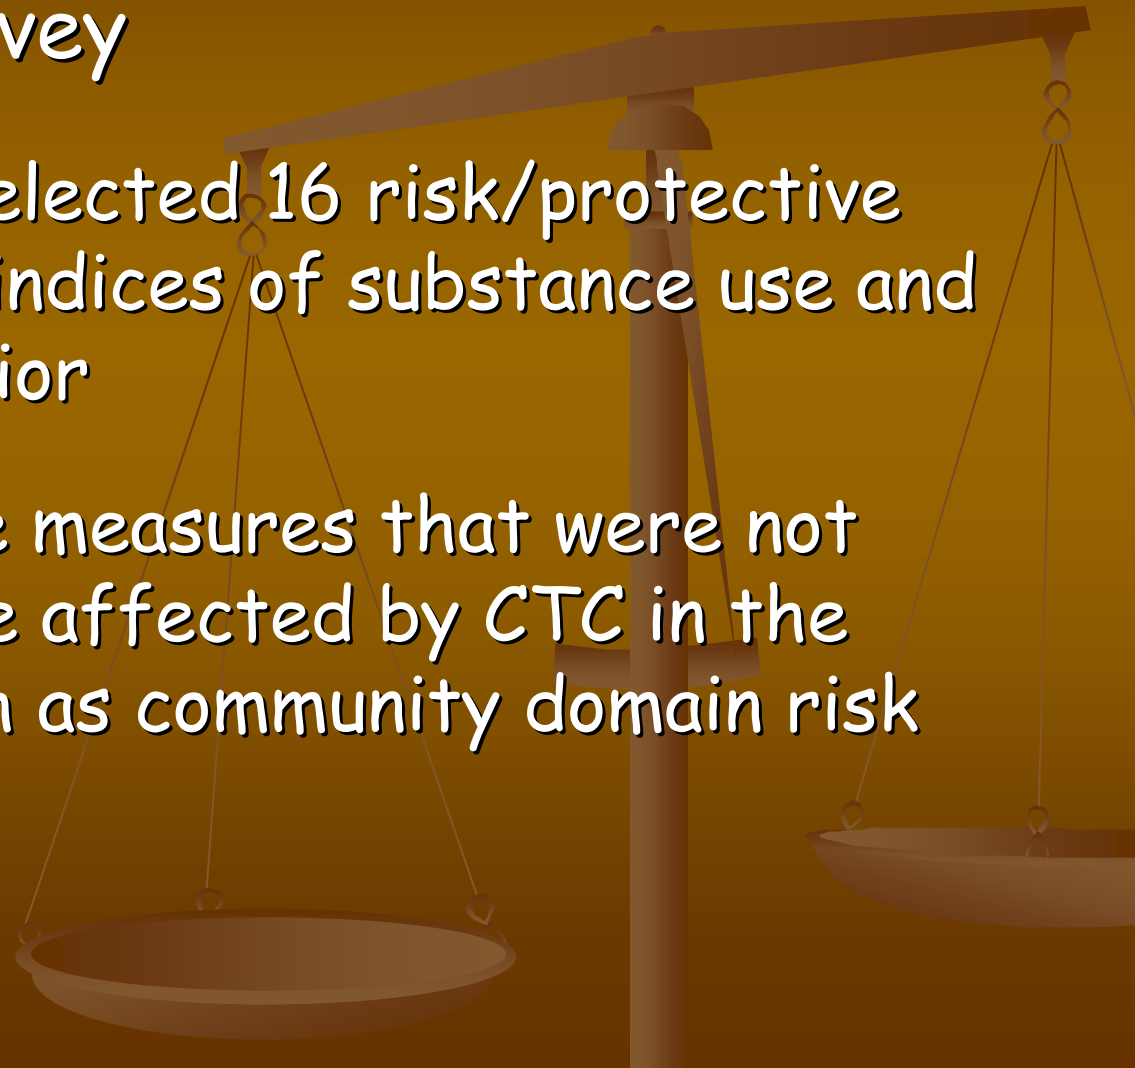 vey
elected 16 risk/protective
indices of substance use and
ior
e measures that were not
e affected by CTC in the
as community domain risk